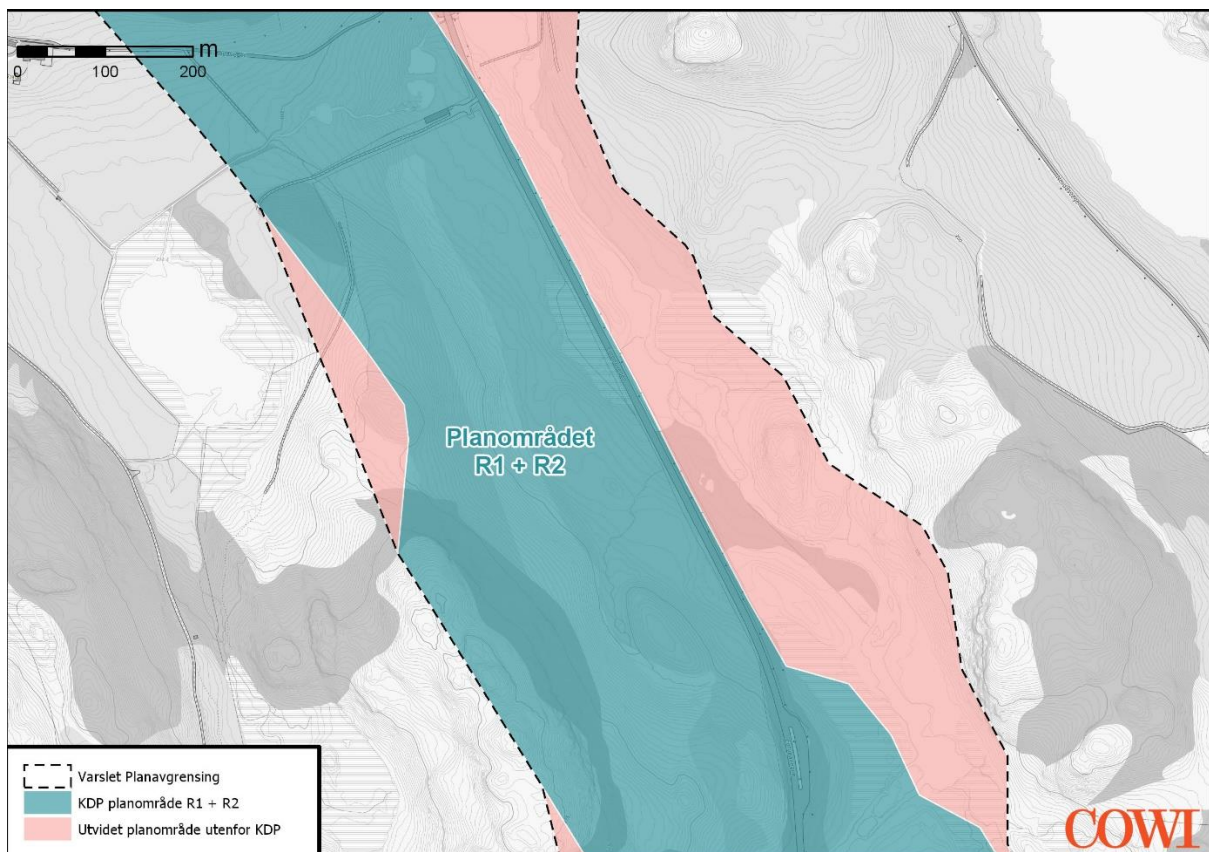 m
0 100 200
Planområdet
R1 + R2
Varslet Planavgrensing
KDP planområde R1 + R2
Utvidet planområde utenfor KDP
COWI